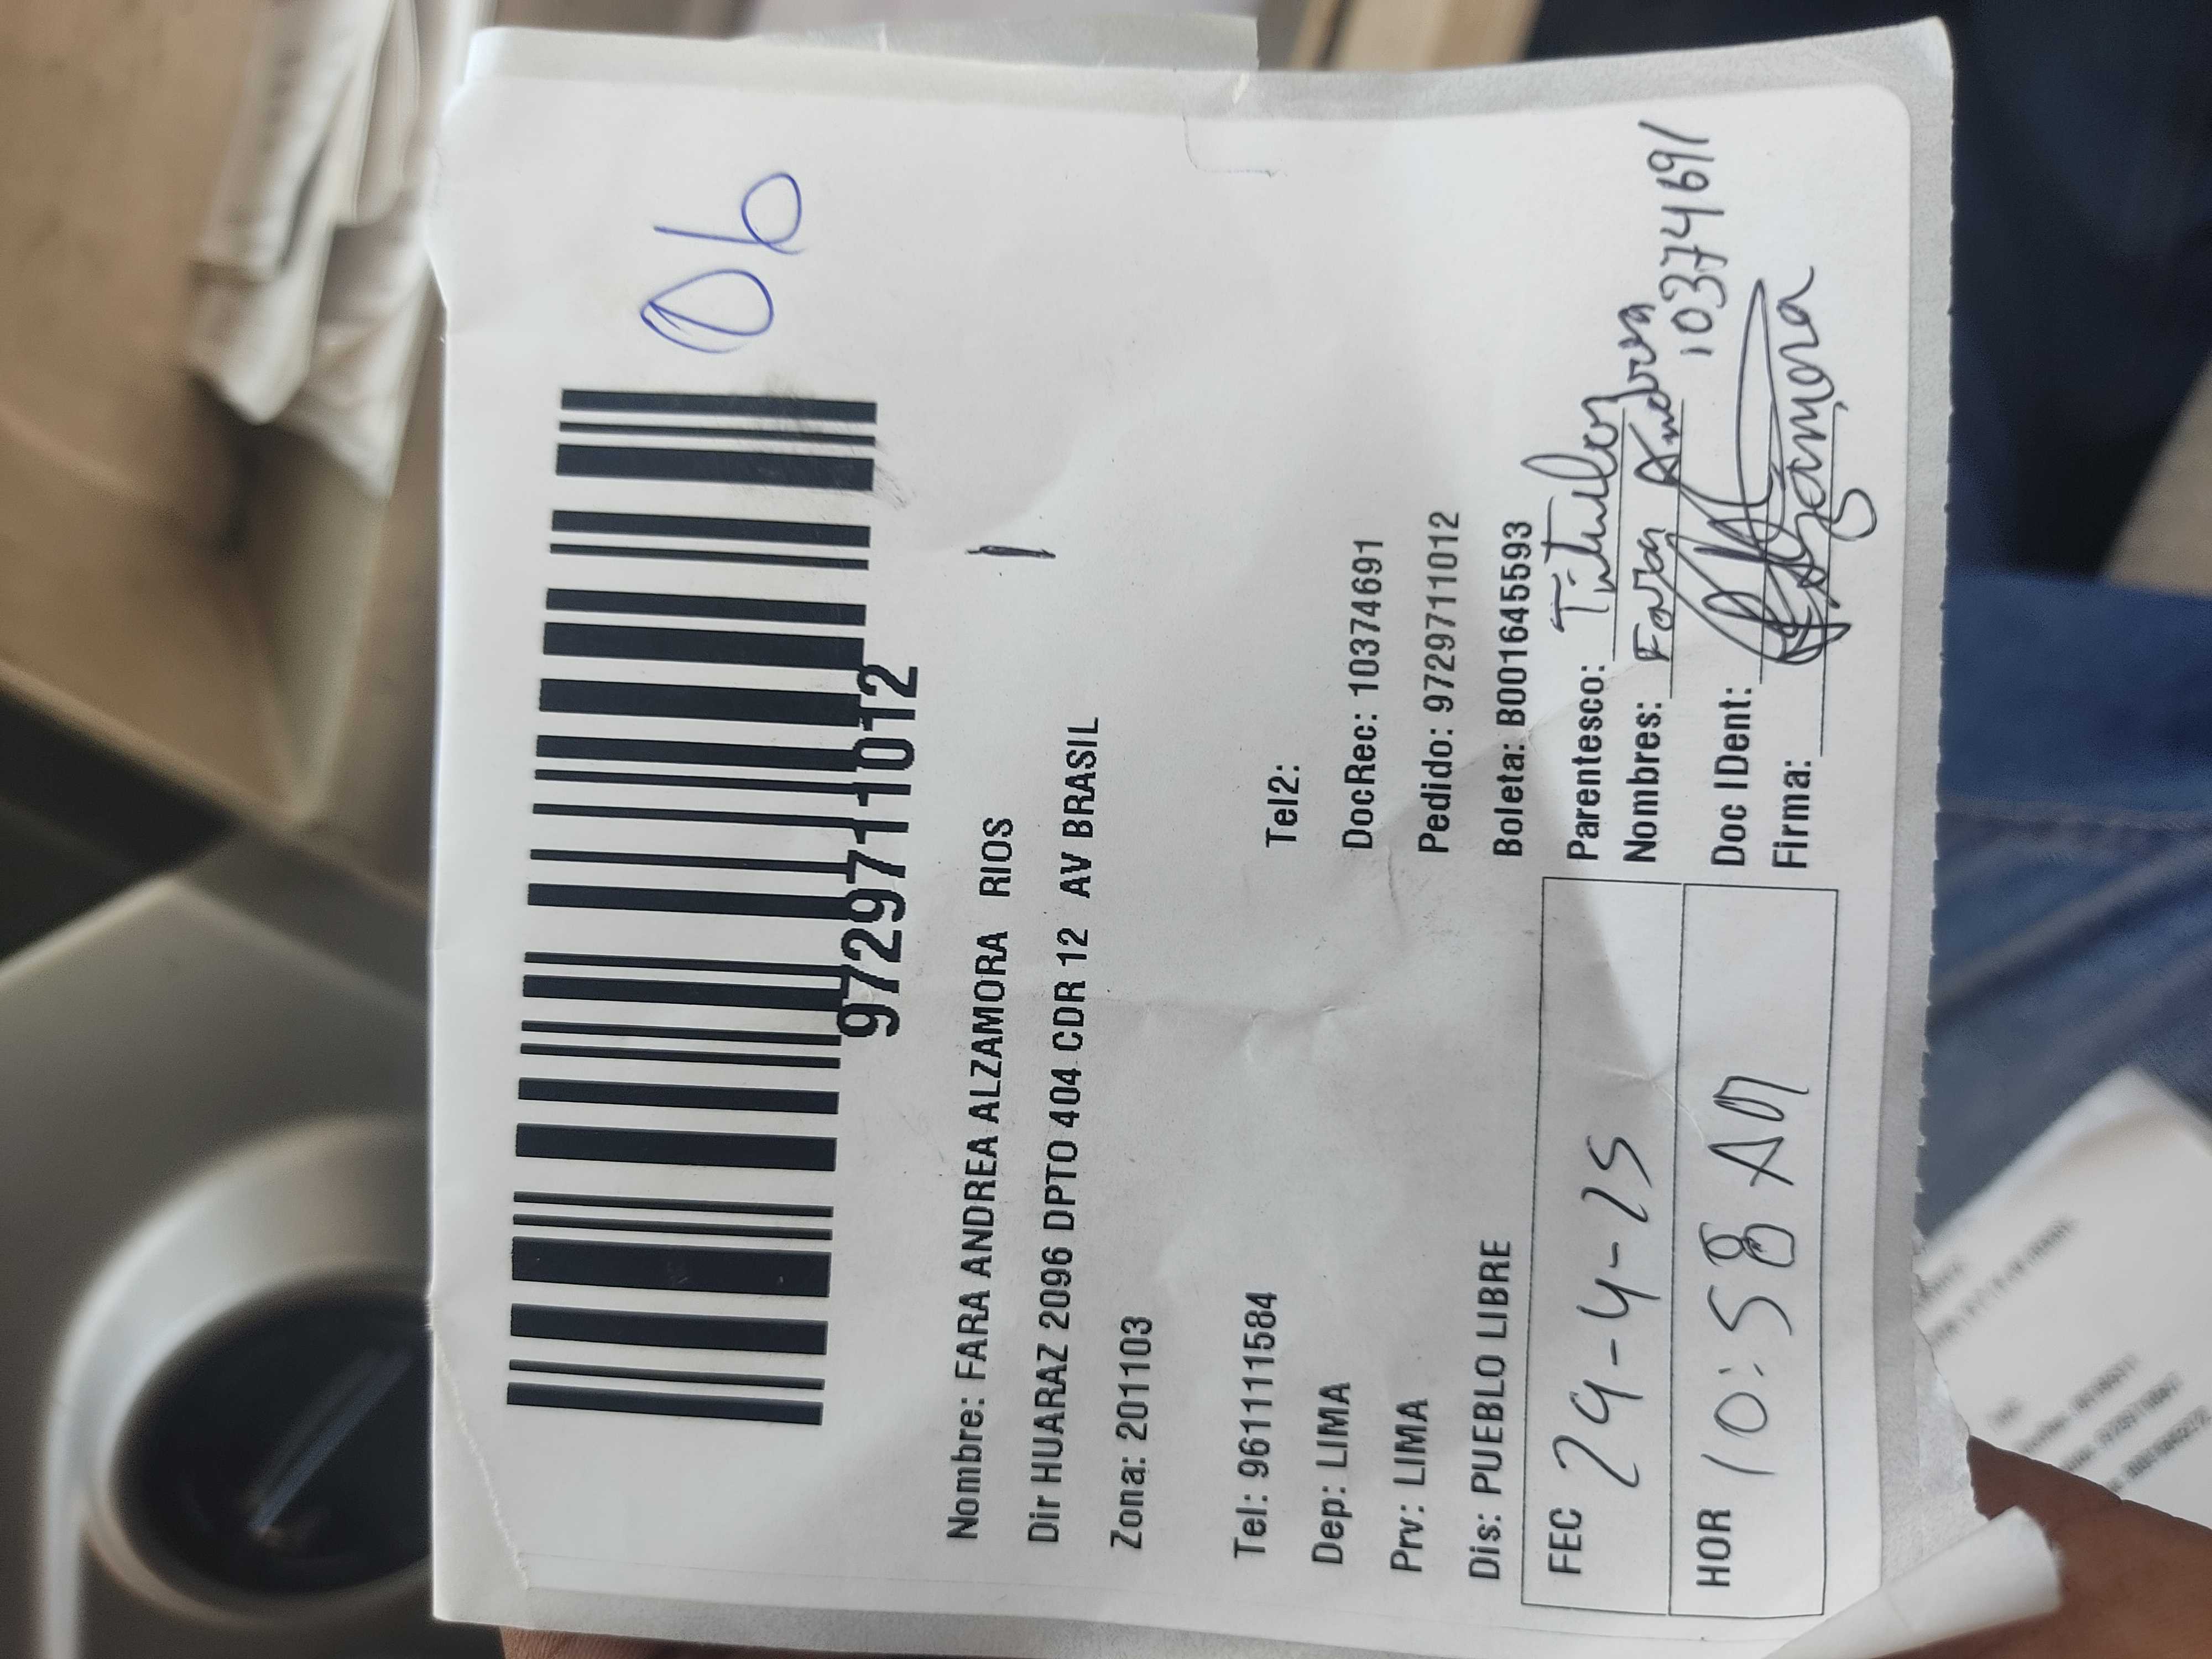 06
9729711012
Nombre: FARA ANDREA ALZAMORA RIOS
Dir HUARAZ 2096 DPTO 404 CDR 12 AV BRASIL
Zona: 201103
Tel: 961111584 Tel2:
Dep: LIMA DocRec: 10374691
Prv: LIMA Pedido: 9729711012
Dis: PUEBLO LIBRE Boleta: B001645593
FEC 29-4-25 Parentesco: Titular
Nombres: Fara Andrea
HOR 10:58 AM Doc IDent: 10374691
Firma: Alzamora